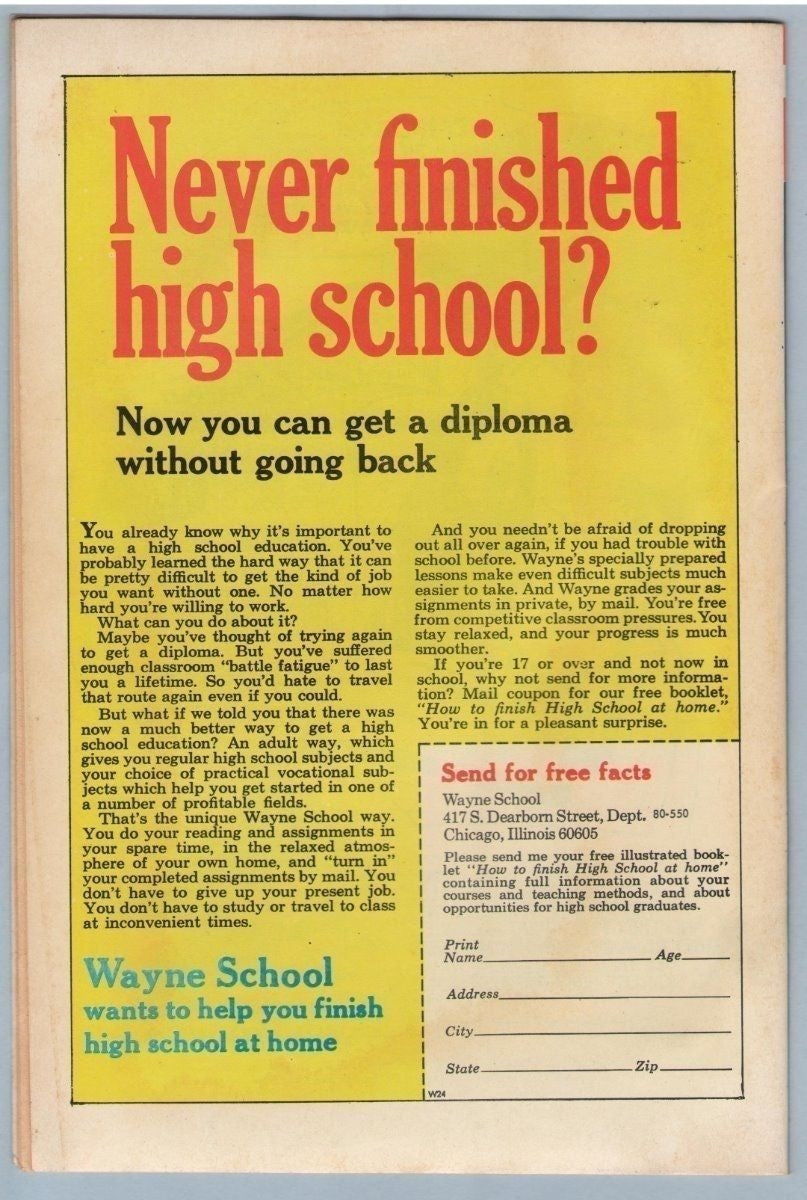 Never finished
high school?
Now you can get a diploma
without going back
You already know why it's important to
have a high school education. You've
probably learned the hard way that it can
be pretty difficult to get the kind of job
you want without one. No matter how
hard you're willing to work.
What can you do about it?
Maybe you've thought of trying again
to get a diploma. But you've suffered
enough classroom "battle fatigue" to last
you a lifetime. So you'd hate to travel
that route again even if you could.
But what if we told you that there was
now a much better way to get a high
school education? An adult way, which
gives you regular high school subjects and
your choice of practical vocational sub-
jects which help you get started in one of
a number of profitable fields.
That's the unique Wayne School way.
You do your reading and assignments in
your spare time, in the relaxed atmos-
phere of your own home, and "turn in"
your completed assignments by mail. You
don't have to give up your present job.
You don't have to study or travel to class
at inconvenient times.
Wayne School
wants to help you finish
high school at home
And you needn't be afraid of dropping
out all over again, if you had trouble with
school before. Wayne's specially prepared
lessons make even difficult subjects much
easier to take. And Wayne grades your as-
signments in private, by mail. You're free
from competitive classroom pressures. You
stay relaxed, and your progress is much
smoother.
If you're 17 or over and not now in
school, why not send for more informa-
tion? Mail coupon for our free booklet,
"How to finish High School at home."
You're in for a pleasant surprise.
Send for free facts
Wayne School
417 S. Dearborn Street, Dept. 80-550
Chicago, Illinois 60605
Please send me your free illustrated book-
let "How to finish High School at home"
containing full information about your
courses and teaching methods, and about
opportunities for high school graduates.
Print
Name Age
Address
City
State Zip
W24